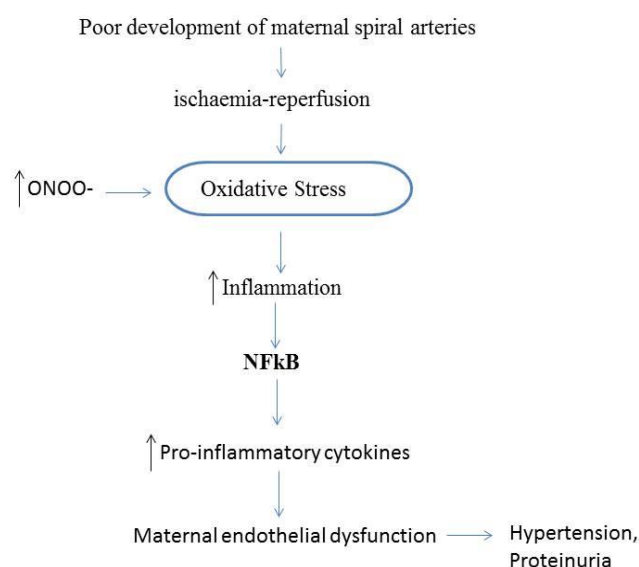 Poor development of maternal spiral arteries
ischaemia-reperfusion
ONOO-
Oxidative Stress
Inflammation
NFkB
Pro-inflammatory cytokines
Maternal endothelial dysfunction
Hypertension,
Proteinuria